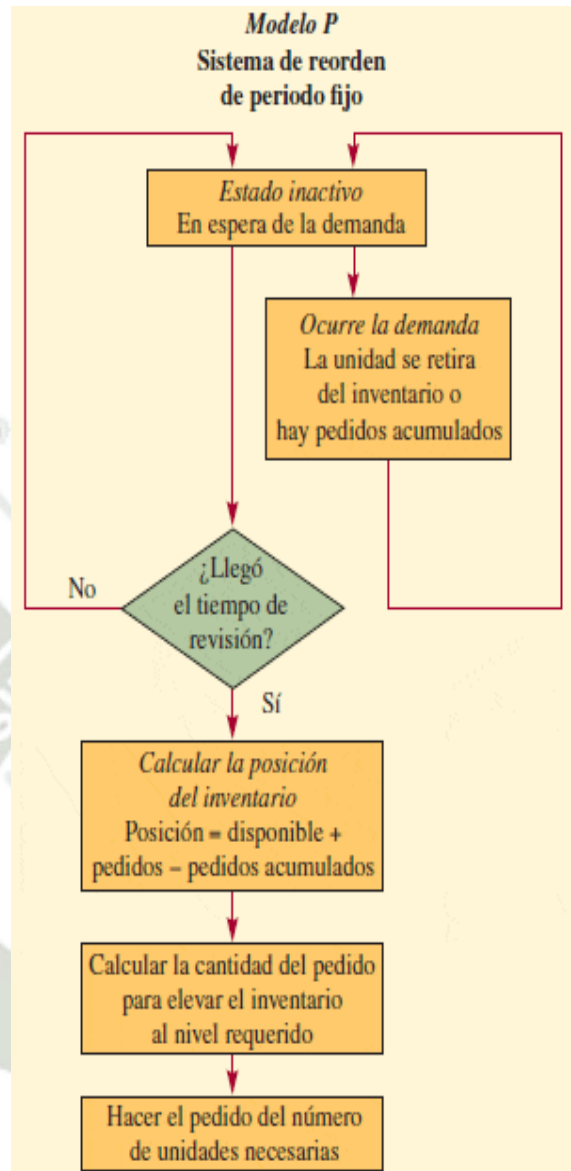 Modelo P
Sistema de reorden
de periodo fijo
Estado inactivo
En espera de la demanda
Ocurre la demanda
La unidad se retira
del inventario o
hay pedidos acumulados
¿Llegó
el tiempo de
revisión?
No
Sí
Calcular la posición
del inventario
Posición = disponible +
pedidos – pedidos acumulados
Calcular la cantidad del pedido
para elevar el inventario
al nivel requerido
Hacer el pedido del número
de unidades necesarias